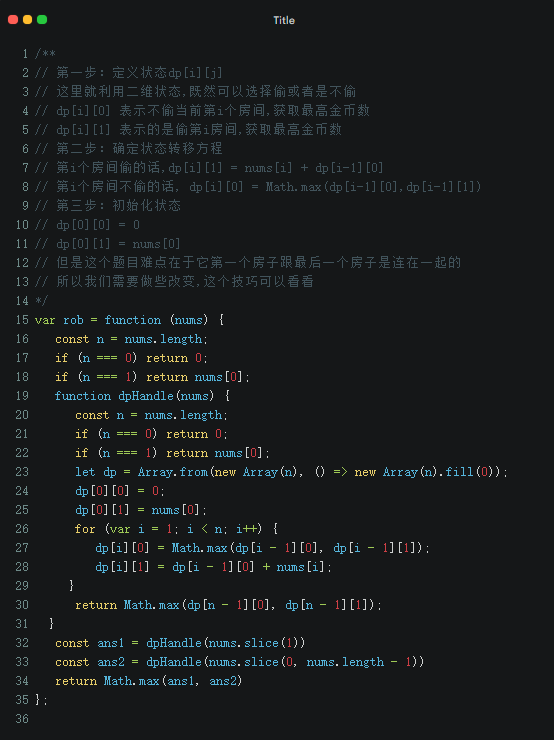 Title
1 /**
2 // 第一步: 定义状态dp[i][j]
3 // 这里就利用二维状态,既然可以选择偷或者是不偷
4 // dp[i][0] 表示不偷当前第i个房间,获取最高金币数
5 // dp[i][1] 表示的是偷第i房间,获取最高金币数
6 // 第二步: 确定状态转移方程
7 // 第i个房间偷的话,dp[i][1] = nums[i] + dp[i-1][0]
8 // 第i个房间不偷的话, dp[i][0] = Math.max(dp[i-1][0],dp[i-1][1])
9 // 第三步: 初始化状态
10 // dp[0][0] = 0
11 // dp[0][1] = nums[0]
12 // 但是这个题目难点在于它第一个房子跟最后一个房子是连在一起的
13 // 所以我们需要做些改变,这个技巧可以看看
14 */
15 var rob = function (nums) {
16 const n = nums.length;
17 if (n === 0) return 0;
18 if (n === 1) return nums[0];
19 function dpHandle(nums) {
20 const n = nums.length;
21 if (n === 0) return 0;
22 if (n === 1) return nums[0];
23 let dp = Array.from(new Array(n), () => new Array(n).fill(0));
24 dp[0][0] = 0;
25 dp[0][1] = nums[0];
26 for (var i = 1; i < n; i++) {
27 dp[i][0] = Math.max(dp[i - 1][0], dp[i - 1][1]);
28 dp[i][1] = dp[i - 1][0] + nums[i];
29 }
30 return Math.max(dp[n - 1][0], dp[n - 1][1]);
31 }
32 const ans1 = dpHandle(nums.slice(1))
33 const ans2 = dpHandle(nums.slice(0, nums.length - 1))
34 return Math.max(ans1, ans2)
35 };
36